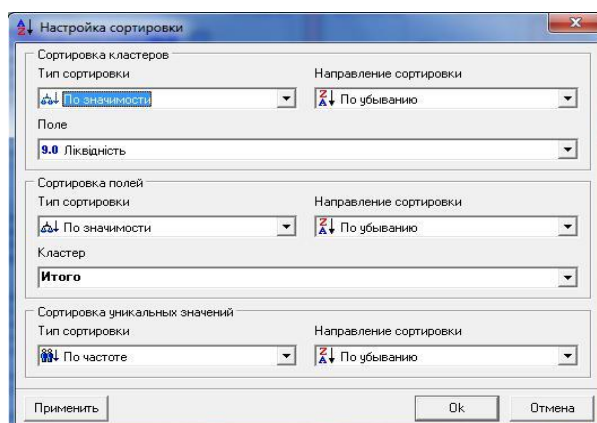 Настройка сортировки
Сортировка кластеров
Тип сортировки
Направление сортировки
По значимости
По убыванию
Поле
9.0 Ліквідність
Сортировка полей
Тип сортировки
Направление сортировки
По значимости
По убыванию
Кластер
Итого
Сортировка уникальных значений
Тип сортировки
Направление сортировки
По частоте
По убыванию
Применить
Ok
Отмена